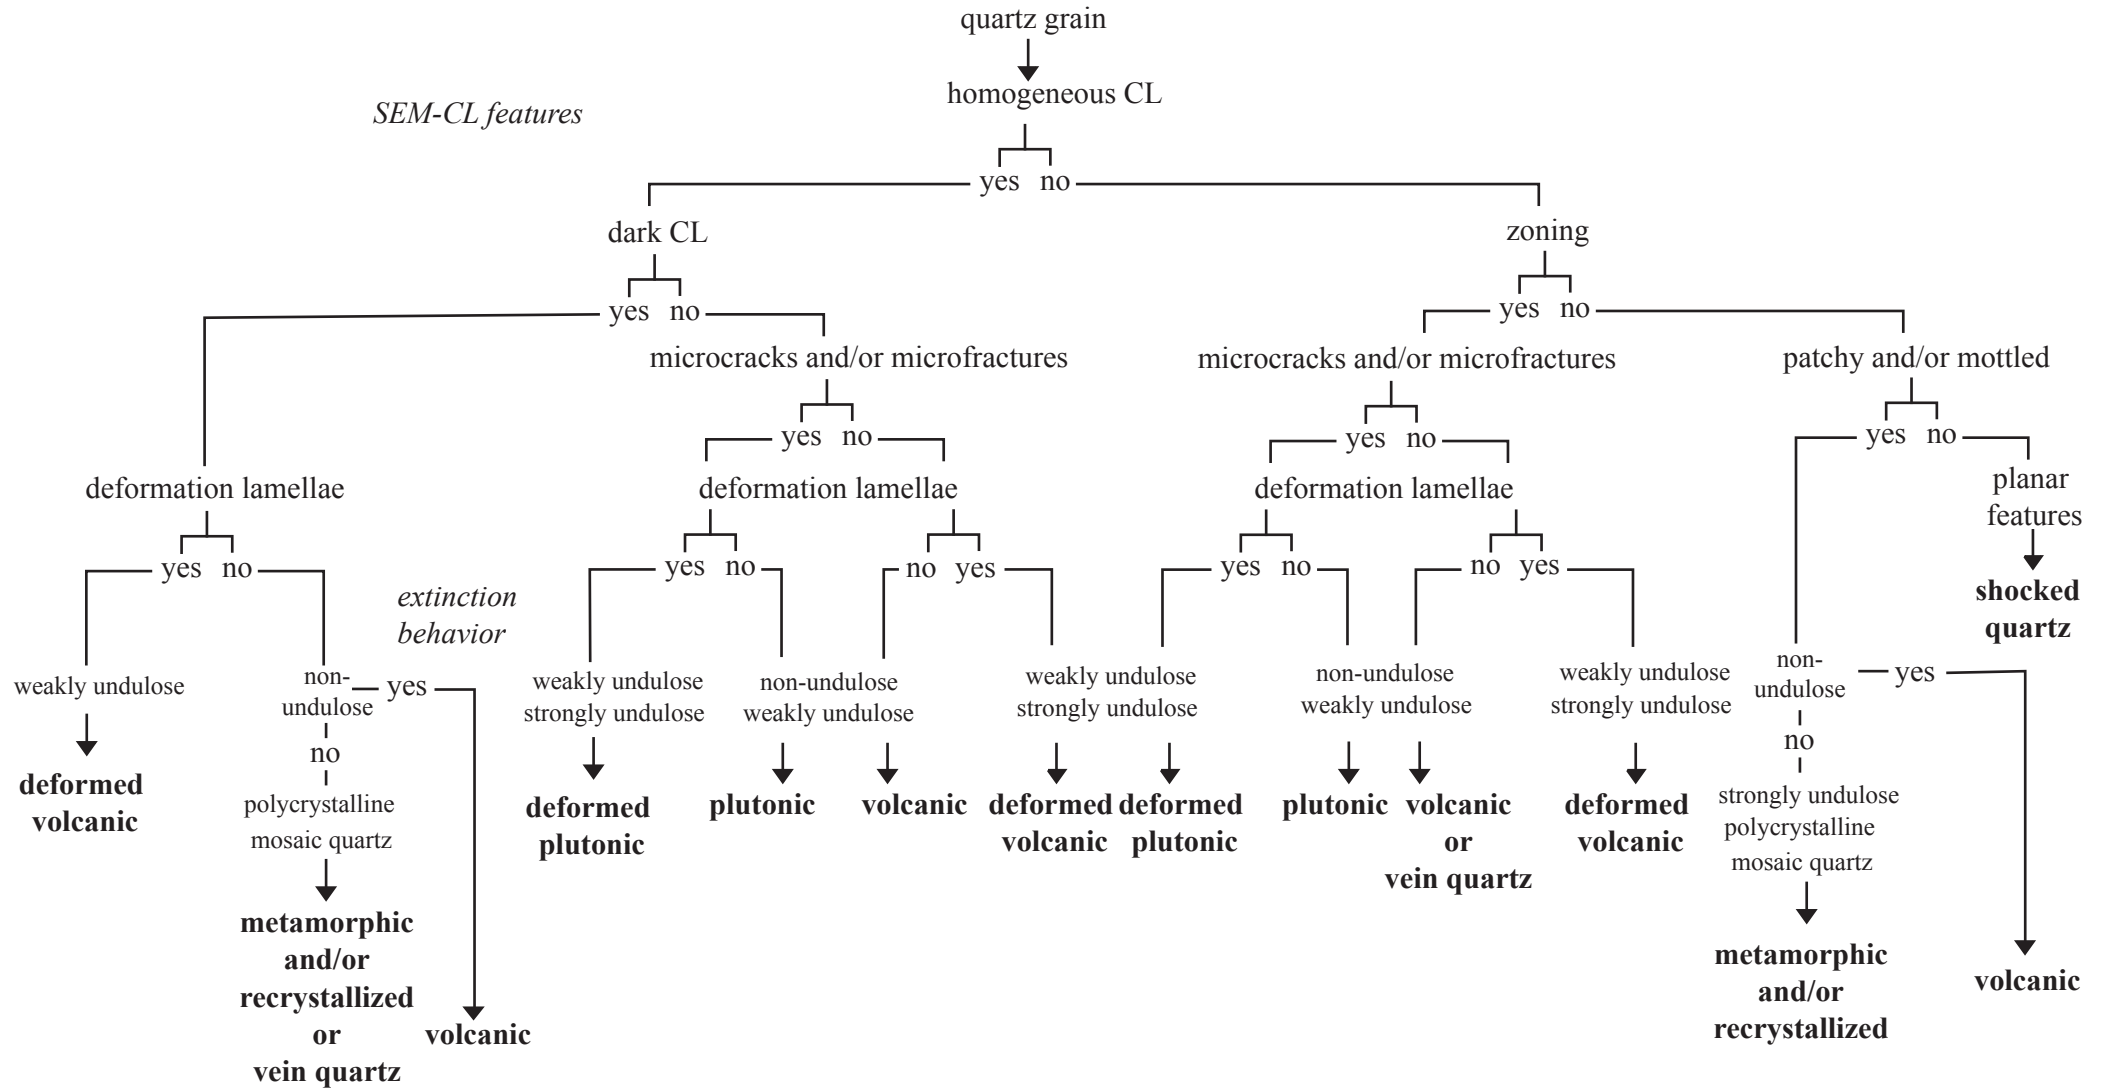 quartz grain
homogeneous CL
SEM-CL features
yes no
dark CL
zoning
yes no
yes no
microcracks and/or microfractures
microcracks and/or microfractures
patchy and/or mottled
yes no
yes no
yes no
deformation lamellae
deformation lamellae
deformation lamellae
planar
features
yes no
yes no
no yes
yes no
no yes
shocked
quartz
extinction
behavior
weakly undulose
non-
undulose
yes
no
polycrystalline
mosaic quartz
weakly undulose
strongly undulose
non-undulose
weakly undulose
weakly undulose
strongly undulose
non-undulose
weakly undulose
weakly undulose
strongly undulose
non-
undulose
yes
no
strongly undulose
polycrystalline
mosaic quartz
deformed
volcanic
metamorphic
and/or
recrystallized
or
vein quartz
volcanic
deformed
plutonic
plutonic
volcanic
deformed
volcanic
deformed
plutonic
plutonic
volcanic
or
vein quartz
deformed
volcanic
metamorphic
and/or
recrystallized
volcanic